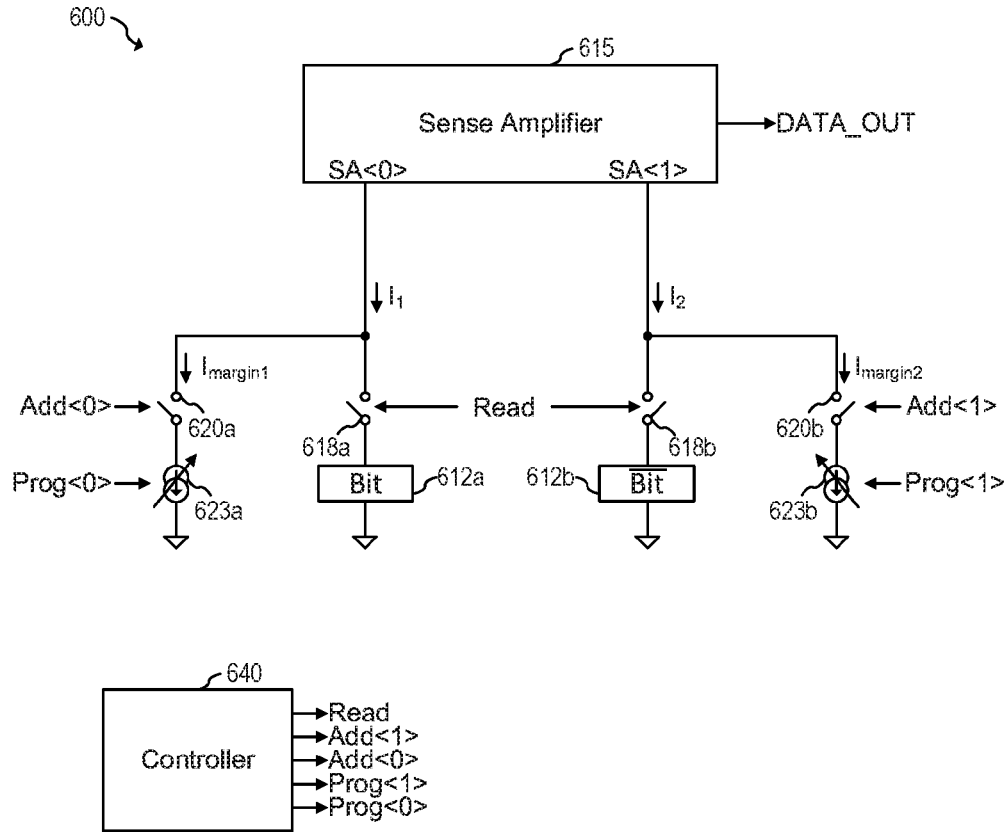 600
615
Sense Amplifier
DATA_OUT
SA<0>
SA<1>
I₁
I₂
Imargin1
Imargin2
Add<0>
Read
Add<1>
620a
618a
618b
620b
Prog<0>
Bit
612a
612b
B̅i̅t̅
Prog<1>
623a
623b
640
Controller
Read
Add<1>
Add<0>
Prog<1>
Prog<0>